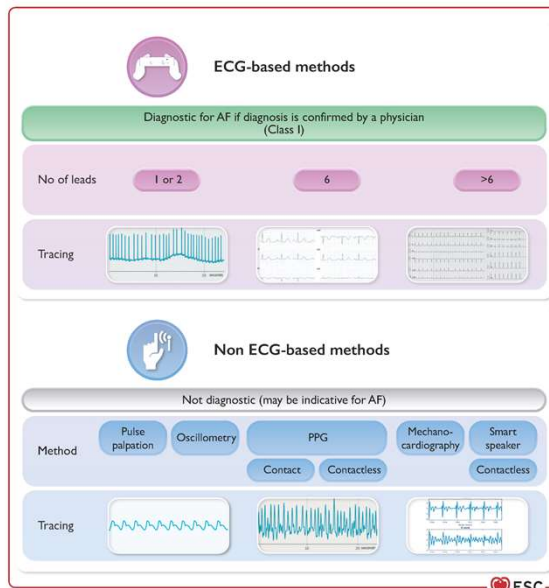 ECG-based methods
Diagnostic for AF if diagnosis is confirmed by a physician
(Class I)
No of leads
1 or 2
6
>6
Tracing
Non ECG-based methods
Not diagnostic (may be indicative for AF)
Method
Pulse
palpation
Oscillometry
PPG
Mechano-
cardiography
Smart
speaker
Contact
Contactless
Contactless
Tracing
ESC